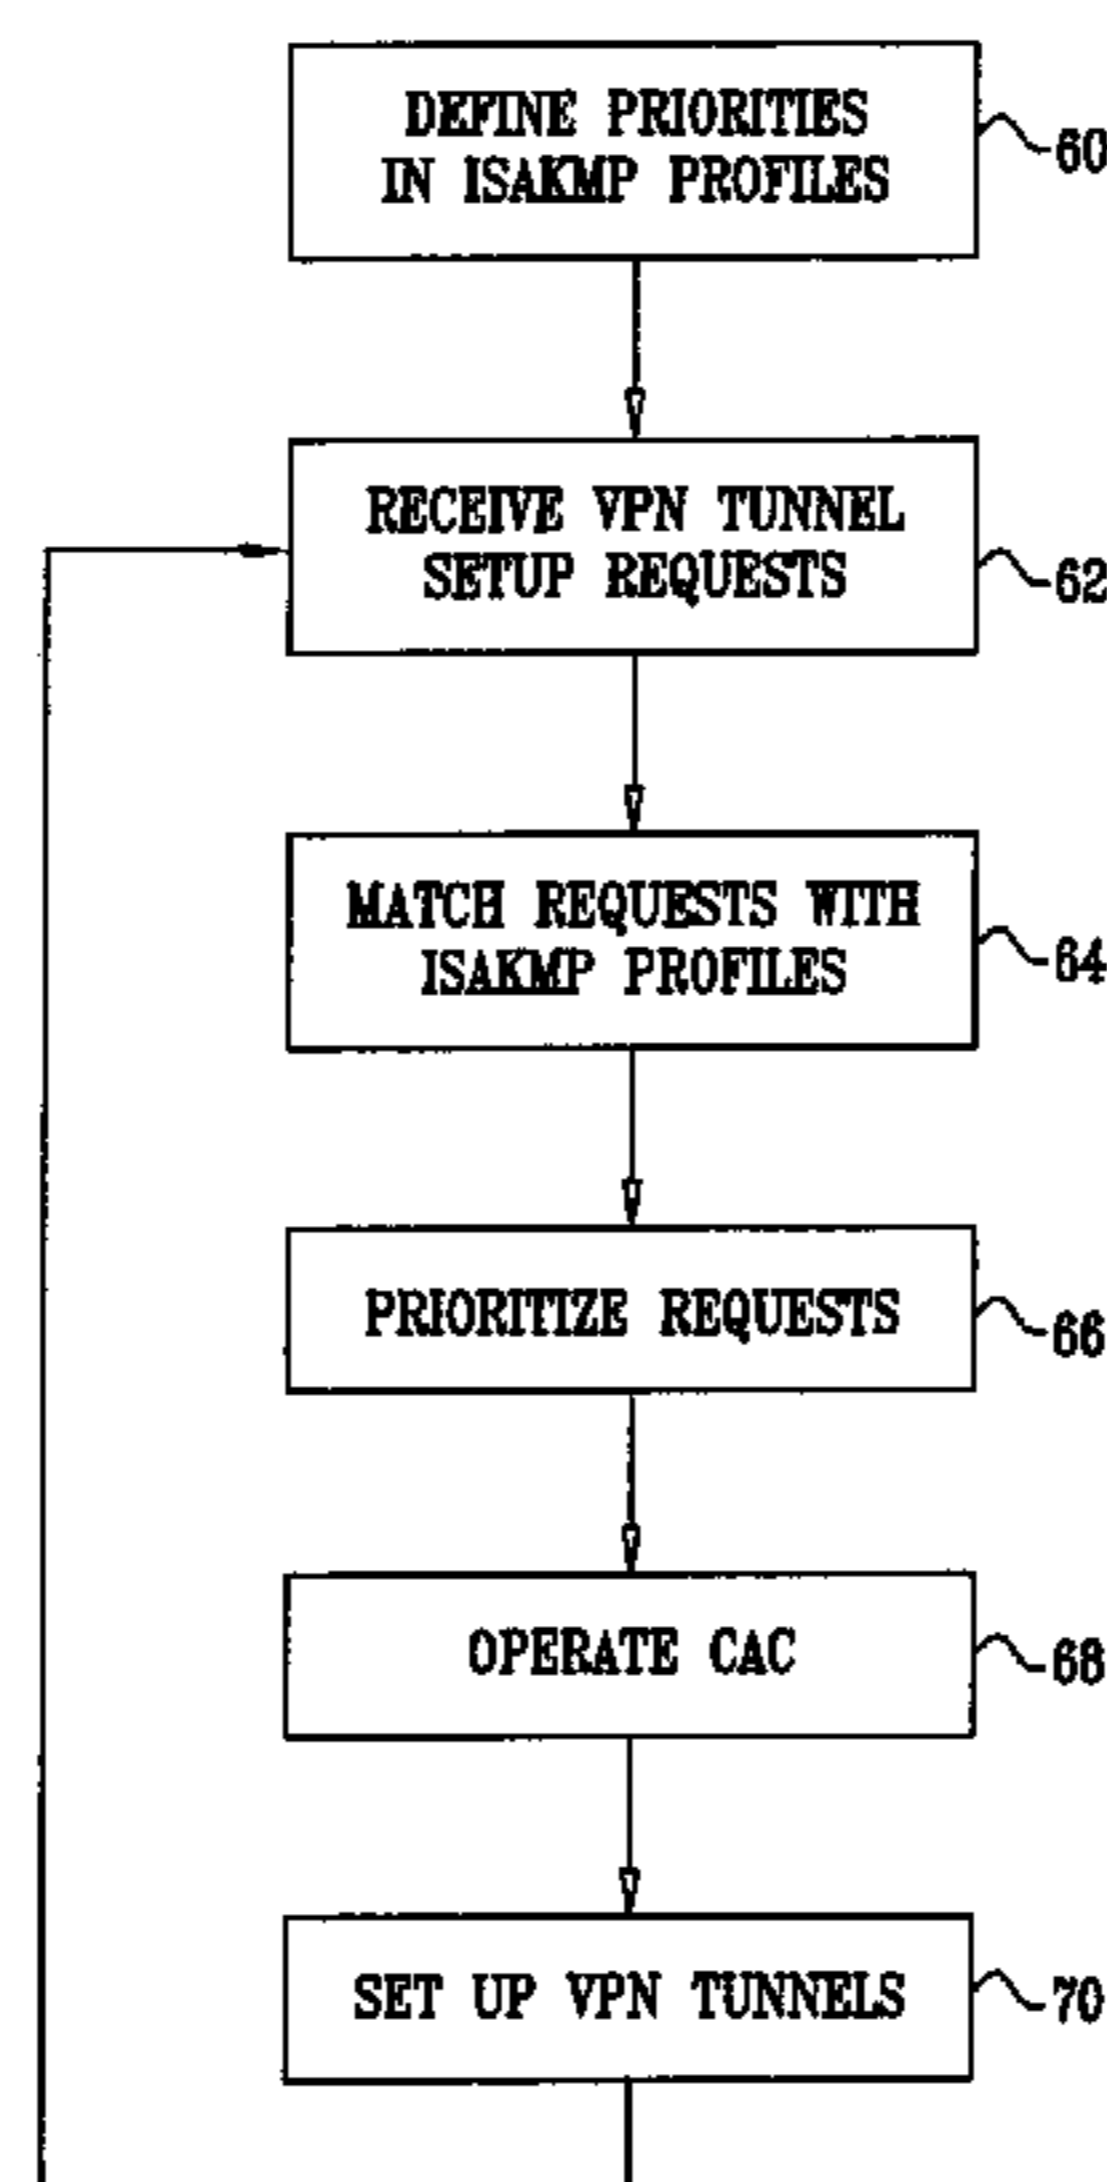 DEFINE PRIORITIES
IN ISAKMP PROFILES
60
RECEIVE VPN TUNNEL
SETUP REQUESTS
62
MATCH REQUESTS WITH
ISAKMP PROFILES
64
PRIORITIZE REQUESTS
66
OPERATE CAC
68
SET UP VPN TUNNELS
70